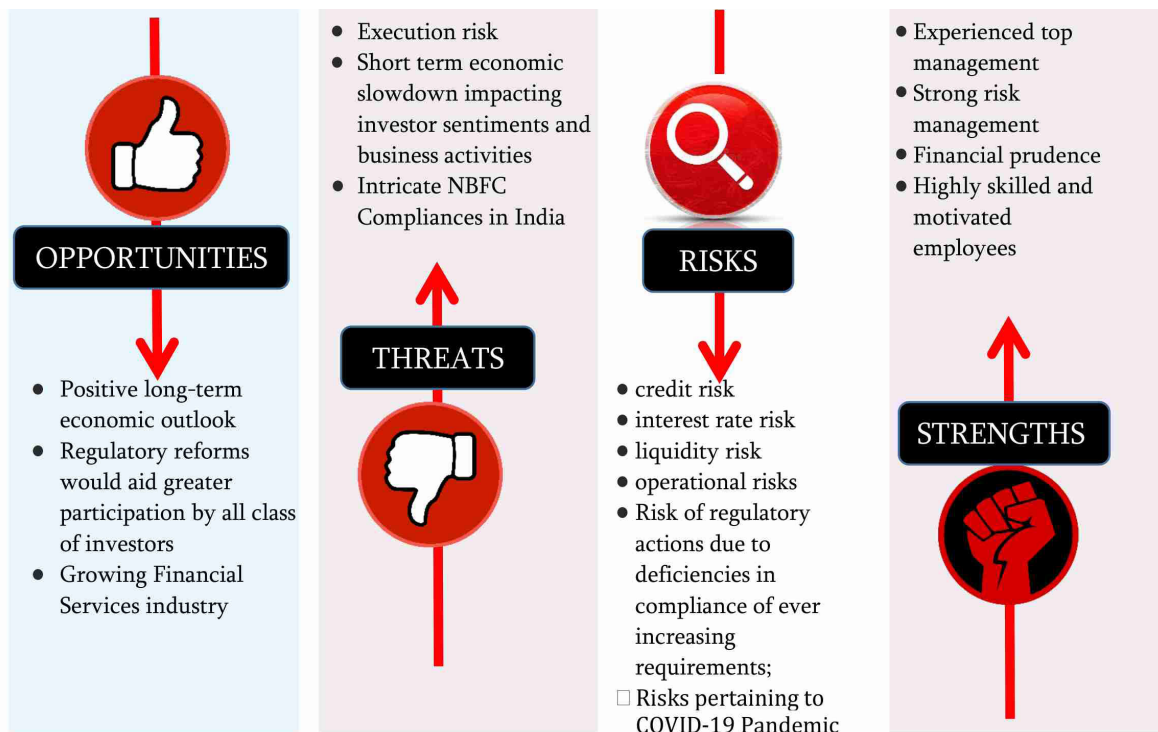 OPPORTUNITIES
● Positive long-term
economic outlook
● Regulatory reforms
would aid greater
participation by all class
of investors
● Growing Financial
Services industry
● Execution risk
● Short term economic
slowdown impacting
investor sentiments and
business activities
● Intricate NBFC
Compliances in India
THREATS
RISKS
● credit risk
● interest rate risk
● liquidity risk
● operational risks
● Risk of regulatory
actions due to
deficiencies in
compliance of ever
increasing
requirements;
□ Risks pertaining to
COVID-19 Pandemic
● Experienced top
management
● Strong risk
management
● Financial prudence
● Highly skilled and
motivated
employees
STRENGTHS